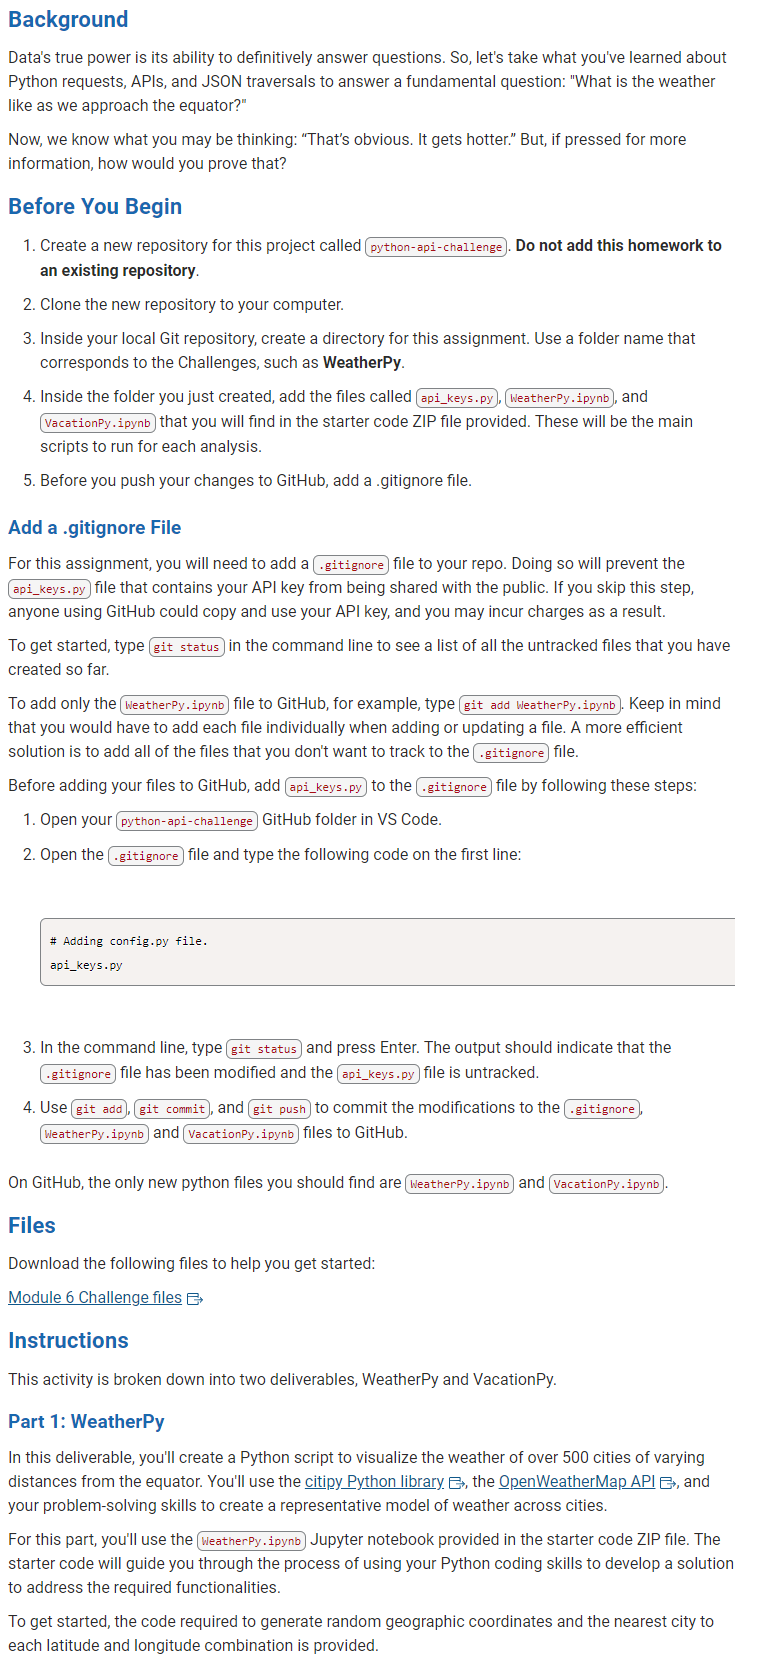 Background
Data's true power is its ability to definitively answer questions. So, let's take what you've learned about
Python requests, APIs, and JSON traversals to answer a fundamental question: "What is the weather
like as we approach the equator?"
Now, we know what you may be thinking: “That’s obvious. It gets hotter.” But, if pressed for more
information, how would you prove that?
Before You Begin
1. Create a new repository for this project called python-api-challenge. Do not add this homework to
an existing repository.
2. Clone the new repository to your computer.
3. Inside your local Git repository, create a directory for this assignment. Use a folder name that
corresponds to the Challenges, such as WeatherPy.
4. Inside the folder you just created, add the files called api_keys.py, WeatherPy.ipynb, and
VacationPy.ipynb that you will find in the starter code ZIP file provided. These will be the main
scripts to run for each analysis.
5. Before you push your changes to GitHub, add a .gitignore file.
Add a .gitignore File
For this assignment, you will need to add a .gitignore file to your repo. Doing so will prevent the
api_keys.py file that contains your API key from being shared with the public. If you skip this step,
anyone using GitHub could copy and use your API key, and you may incur charges as a result.
To get started, type git status in the command line to see a list of all the untracked files that you have
created so far.
To add only the WeatherPy.ipynb file to GitHub, for example, type git add WeatherPy.ipynb. Keep in mind
that you would have to add each file individually when adding or updating a file. A more efficient
solution is to add all of the files that you don't want to track to the .gitignore file.
Before adding your files to GitHub, add api_keys.py to the .gitignore file by following these steps:
1. Open your python-api-challenge GitHub folder in VS Code.
2. Open the .gitignore file and type the following code on the first line:
# Adding config.py file.
api_keys.py
3. In the command line, type git status and press Enter. The output should indicate that the
.gitignore file has been modified and the api_keys.py file is untracked.
4. Use git add, git commit, and git push to commit the modifications to the .gitignore,
WeatherPy.ipynb and VacationPy.ipynb files to GitHub.
On GitHub, the only new python files you should find are WeatherPy.ipynb and VacationPy.ipynb.
Files
Download the following files to help you get started:
Module 6 Challenge files
Instructions
This activity is broken down into two deliverables, WeatherPy and VacationPy.
Part 1: WeatherPy
In this deliverable, you'll create a Python script to visualize the weather of over 500 cities of varying
distances from the equator. You'll use the citipy Python library, the OpenWeatherMap API, and
your problem-solving skills to create a representative model of weather across cities.
For this part, you'll use the WeatherPy.ipynb Jupyter notebook provided in the starter code ZIP file. The
starter code will guide you through the process of using your Python coding skills to develop a solution
to address the required functionalities.
To get started, the code required to generate random geographic coordinates and the nearest city to
each latitude and longitude combination is provided.